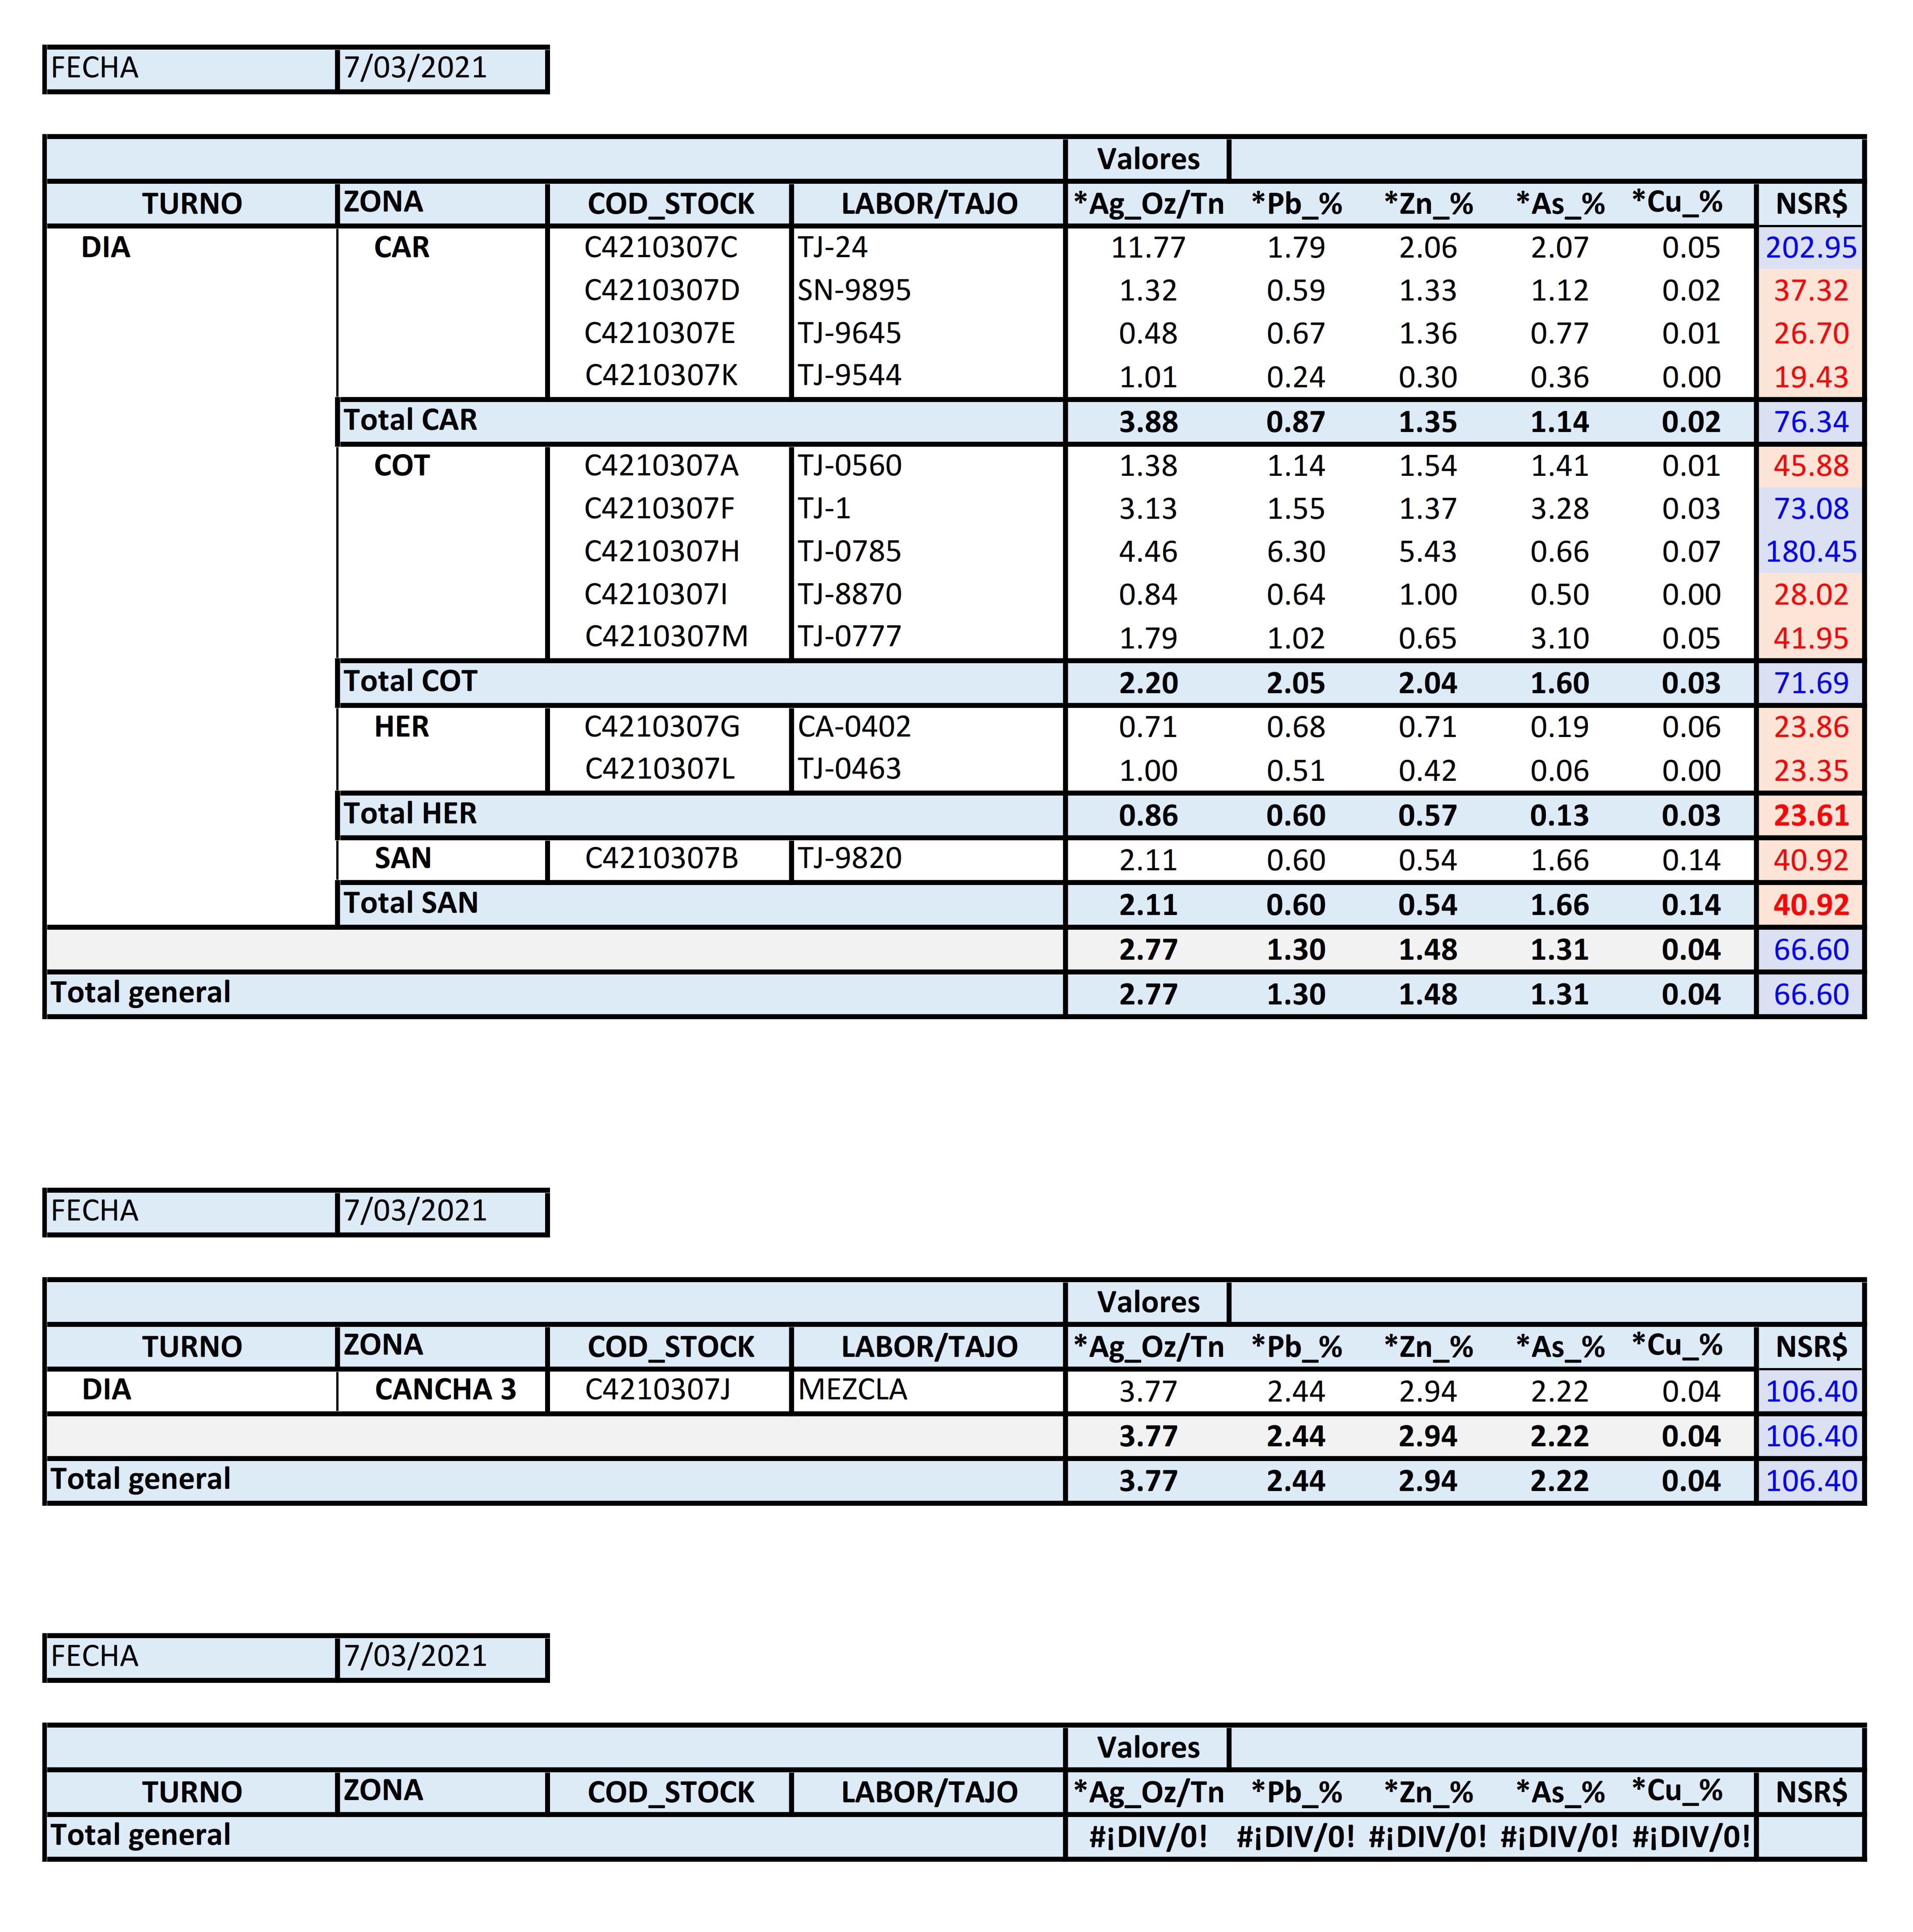 FECHA 7/03/2021
Valores
TURNO ZONA COD_STOCK LABOR/TAJO *Ag_Oz/Tn *Pb_% *Zn_% *As_% *Cu_% NSR$
DIA CAR C4210307C TJ-24 11.77 1.79 2.06 2.07 0.05 202.95
C4210307D SN-9895 1.32 0.59 1.33 1.12 0.02 37.32
C4210307E TJ-9645 0.48 0.67 1.36 0.77 0.01 26.70
C4210307K TJ-9544 1.01 0.24 0.30 0.36 0.00 19.43
Total CAR 3.88 0.87 1.35 1.14 0.02 76.34
COT C4210307A TJ-0560 1.38 1.14 1.54 1.41 0.01 45.88
C4210307F TJ-1 3.13 1.55 1.37 3.28 0.03 73.08
C4210307H TJ-0785 4.46 6.30 5.43 0.66 0.07 180.45
C4210307I TJ-8870 0.84 0.64 1.00 0.50 0.00 28.02
C4210307M TJ-0777 1.79 1.02 0.65 3.10 0.05 41.95
Total COT 2.20 2.05 2.04 1.60 0.03 71.69
HER C4210307G CA-0402 0.71 0.68 0.71 0.19 0.06 23.86
C4210307L TJ-0463 1.00 0.51 0.42 0.06 0.00 23.35
Total HER 0.86 0.60 0.57 0.13 0.03 23.61
SAN C4210307B TJ-9820 2.11 0.60 0.54 1.66 0.14 40.92
Total SAN 2.11 0.60 0.54 1.66 0.14 40.92
2.77 1.30 1.48 1.31 0.04 66.60
Total general 2.77 1.30 1.48 1.31 0.04 66.60
FECHA 7/03/2021
Valores
TURNO ZONA COD_STOCK LABOR/TAJO *Ag_Oz/Tn *Pb_% *Zn_% *As_% *Cu_% NSR$
DIA CANCHA 3 C4210307J MEZCLA 3.77 2.44 2.94 2.22 0.04 106.40
3.77 2.44 2.94 2.22 0.04 106.40
Total general 3.77 2.44 2.94 2.22 0.04 106.40
FECHA 7/03/2021
Valores
TURNO ZONA COD_STOCK LABOR/TAJO *Ag_Oz/Tn *Pb_% *Zn_% *As_% *Cu_% NSR$
Total general #¡DIV/0! #¡DIV/0! #¡DIV/0! #¡DIV/0! #¡DIV/0!